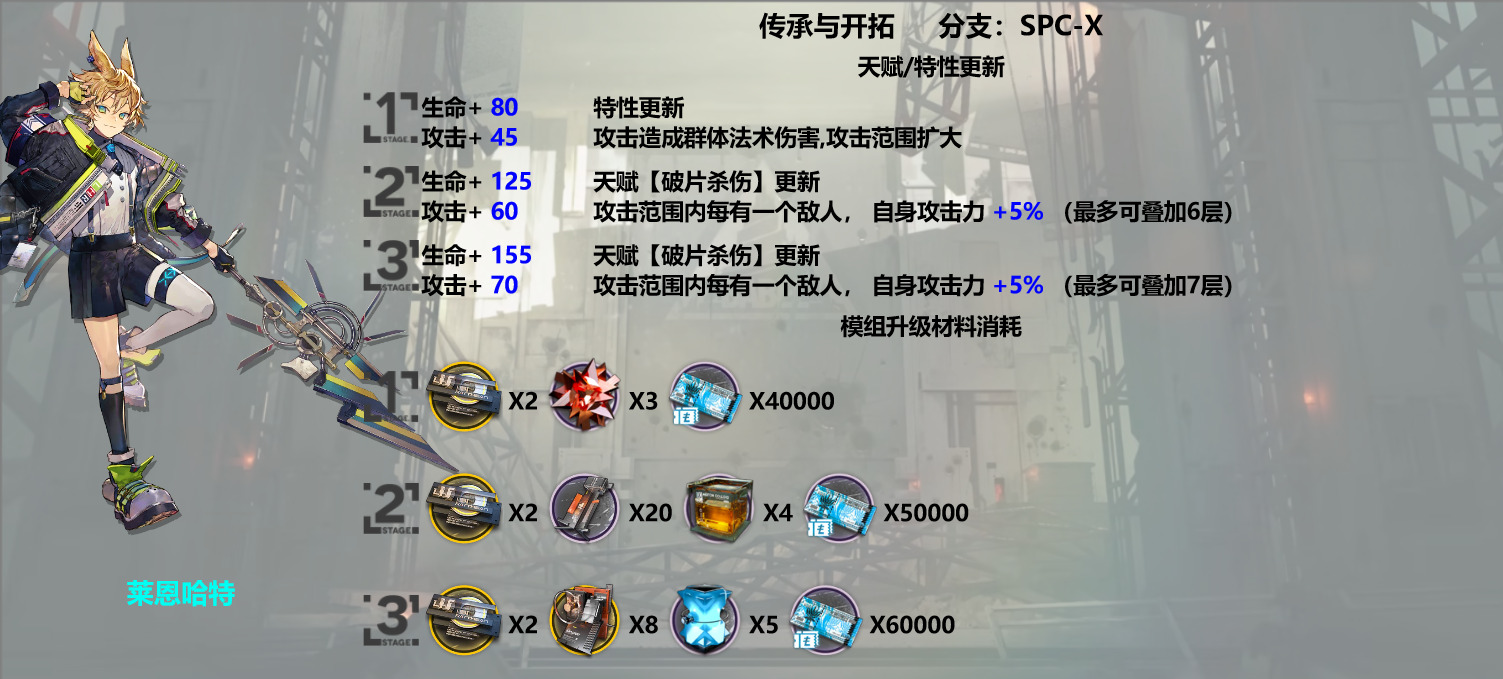 传承与开拓 分支：SPC-X
天赋/特性更新
1 STAGE. 生命+ 80 特性更新
攻击+ 45 攻击造成群体法术伤害,攻击范围扩大
2 STAGE. 生命+ 125 天赋【破片杀伤】更新
攻击+ 60 攻击范围内每有一个敌人， 自身攻击力 +5% （最多可叠加6层）
3 STAGE. 生命+ 155 天赋【破片杀伤】更新
攻击+ 70 攻击范围内每有一个敌人， 自身攻击力 +5% （最多可叠加7层）
模组升级材料消耗
1 STAGE. X2 X3 X40000
2 STAGE. X2 X20 X4 X50000
莱恩哈特
3 STAGE. X2 X8 X5 X60000